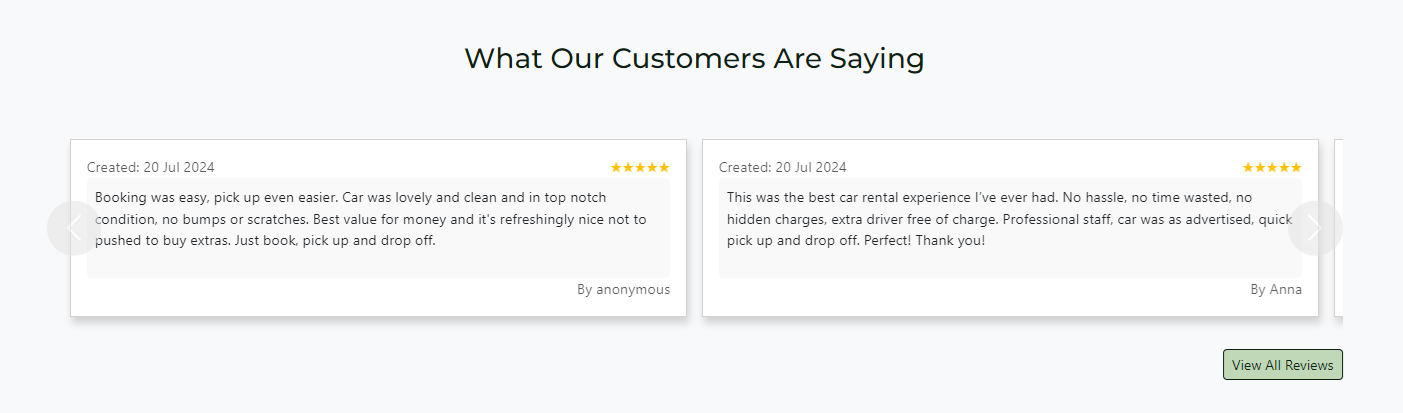 What Our Customers Are Saying
Created: 20 Jul 2024 ★★★★★
Booking was easy, pick up even easier. Car was lovely and clean and in top notch
condition, no bumps or scratches. Best value for money and it's refreshingly nice not to
pushed to buy extras. Just book, pick up and drop off.
By anonymous
Created: 20 Jul 2024 ★★★★★
This was the best car rental experience I've ever had. No hassle, no time wasted, no
hidden charges, extra driver free of charge. Professional staff, car was as advertised, quick
pick up and drop off. Perfect! Thank you!
By Anna
View All Reviews